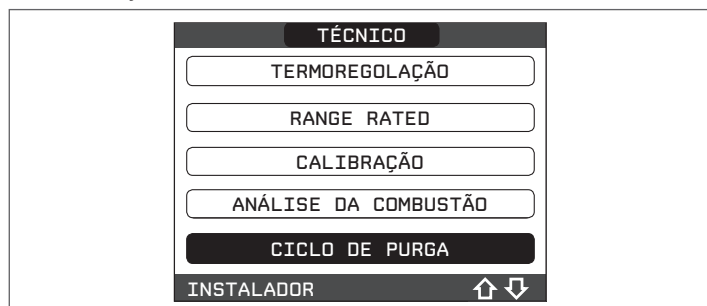 TÉCNICO
TERMOREGOLAÇÃO
RANGE RATED
CALIBRAÇÃO
ANÁLISE DA COMBUSTÃO
CICLO DE PURGA
INSTALADOR